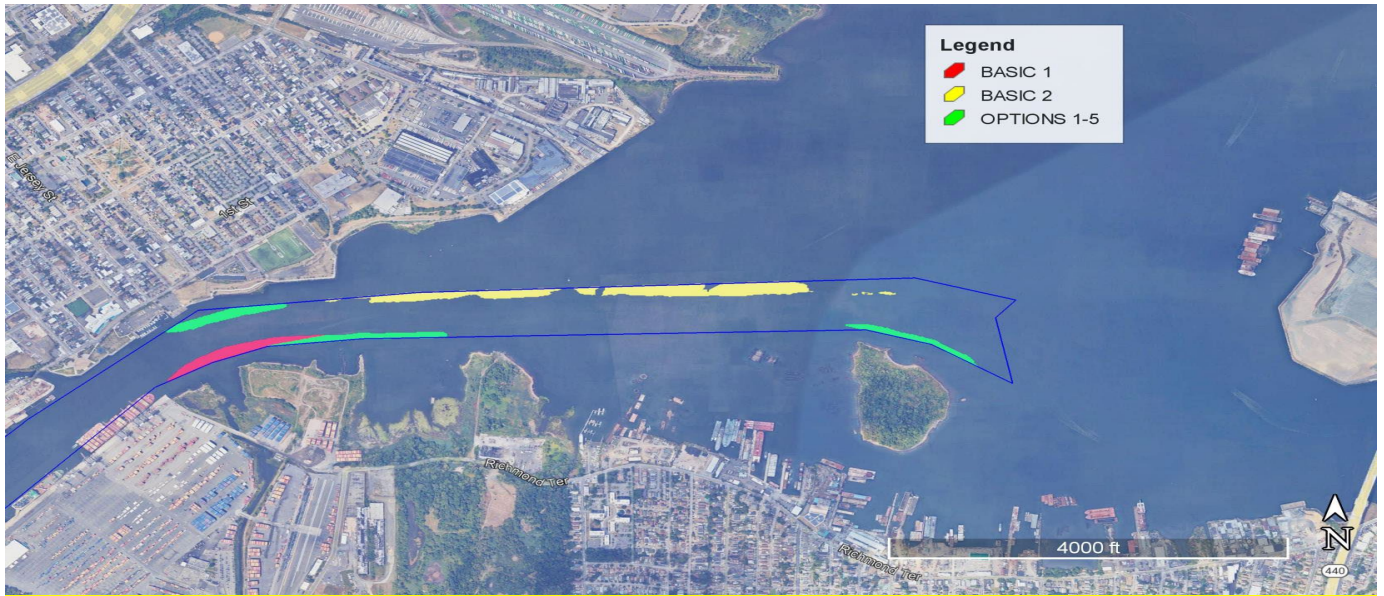 Legend
BASIC 1
BASIC 2
OPTIONS 1-5
E Jersey St
1st St
Richmond Ter
Richmond Ter
4000 ft
N
440